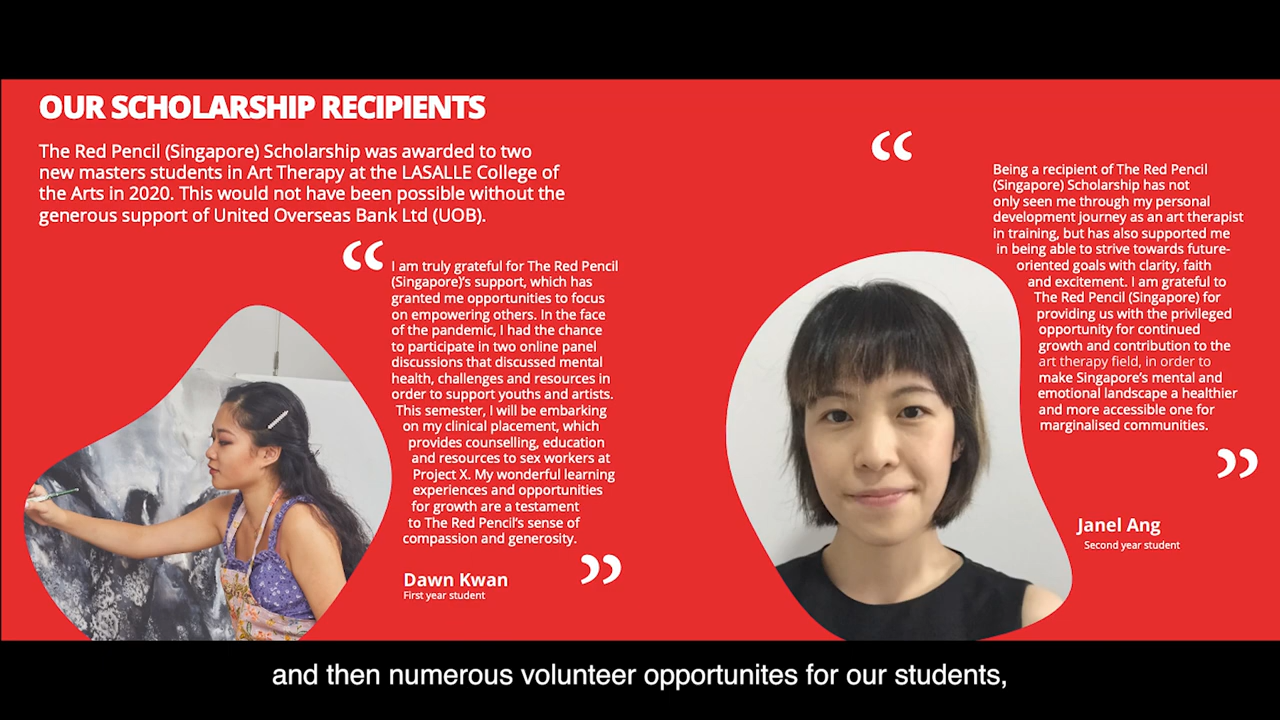 OUR SCHOLARSHIP RECIPIENTS
The Red Pencil (Singapore) Scholarship was awarded to two
new masters students in Art Therapy at the LASALLE College of
the Arts in 2020. This would not have been possible without the
generous support of United Overseas Bank Ltd (UOB).
“
I am truly grateful for The Red Pencil
(Singapore)’s support, which has
granted me opportunities to focus
on empowering others. In the face
of the pandemic, I had the chance
to participate in two online panel
discussions that discussed mental
health, challenges and resources in
order to support youths and artists.
This semester, I will be embarking
on my clinical placement, which
provides counselling, education
and resources to sex workers at
Project X. My wonderful learning
experiences and opportunities
for growth are a testament
to The Red Pencil’s sense of
compassion and generosity.
”
Dawn Kwan
First year student
“
Being a recipient of The Red Pencil
(Singapore) Scholarship has not
only seen me through my personal
development journey as an art therapist
in training, but has also supported me
in being able to strive towards future-
oriented goals with clarity, faith
and excitement. I am grateful to
The Red Pencil (Singapore) for
providing us with the privileged
opportunity for continued
growth and contribution to the
art therapy field, in order to
make Singapore’s mental and
emotional landscape a healthier
and more accessible one for
marginalised communities.
”
Janel Ang
Second year student
and then numerous volunteer opportunites for our students,